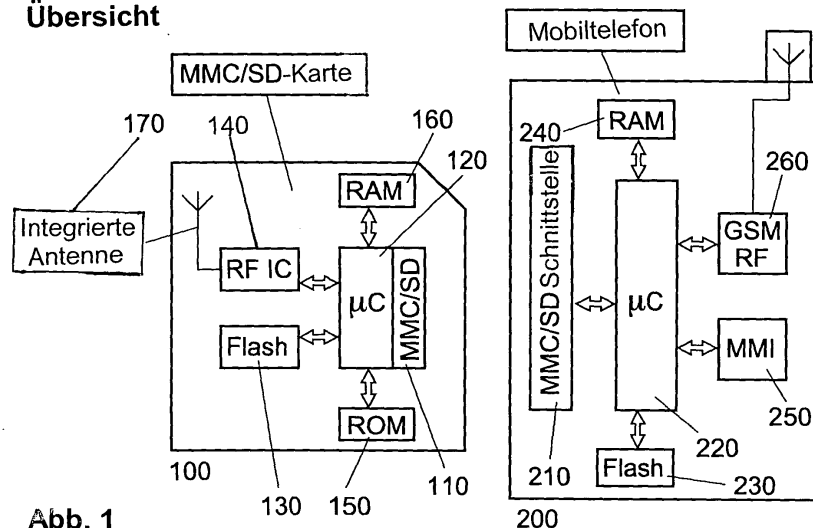 Übersicht
MMC/SD-Karte
170
140
160
120
Integrierte
Antenne
RAM
RF IC
µC
MMC/SD
Flash
ROM
100
130
150
110
Abb. 1
Mobiltelefon
240
RAM
260
MMC/SD Schnittstelle
µC
GSM
RF
MMI
250
210
220
Flash
230
200